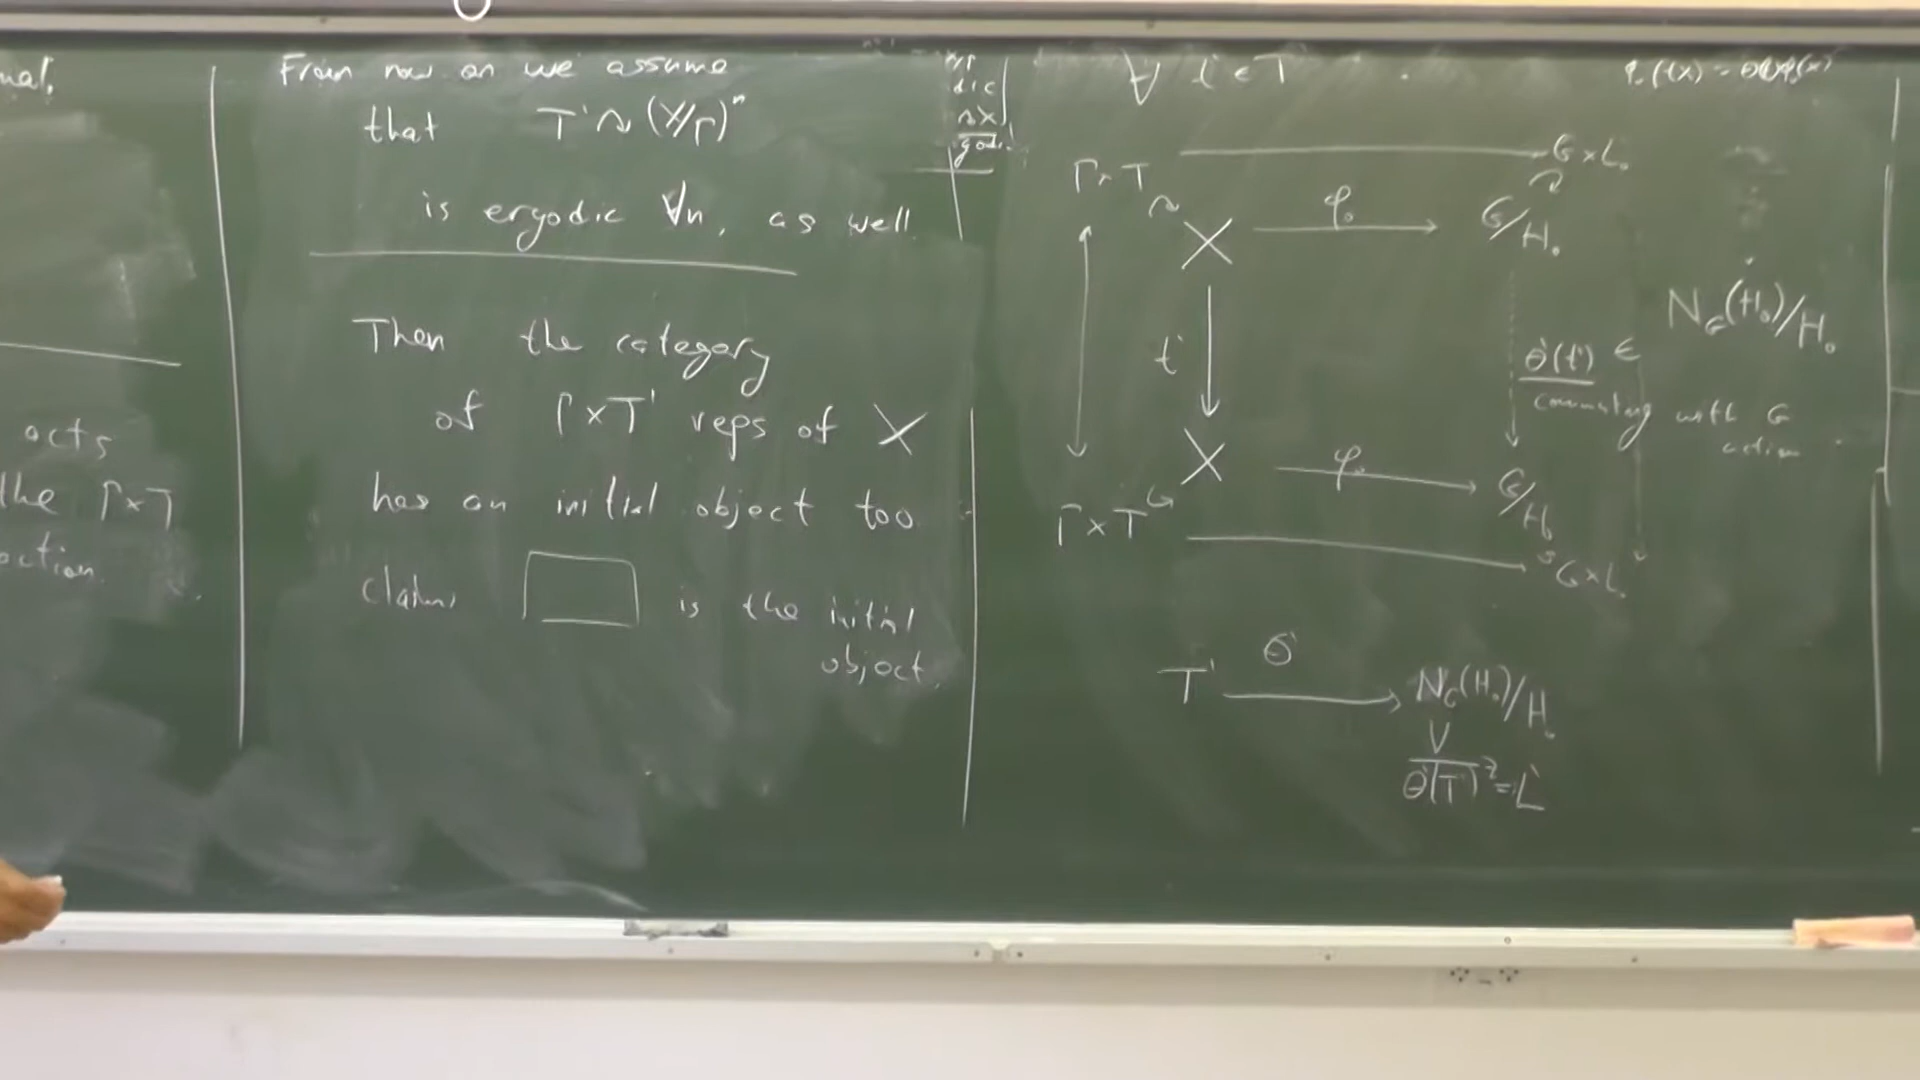 nal,
acts
the Γ×T
action.
From now on we assume
that T' ↷ (X/Γ)^n
is ergodic ∀n, as well
Then the category
of Γ×T' reps of X
has an initial object too
claim, is the initial
object.
dic
↷X
∀ t' ∈ T'
G×L₀
Γ×T ↷ X —φ₀→ G/H₀
N_G(H₀)/H₀
t'
θ'(t') ∈
commuting with G
action
X —φ₀→ G/H₀
Γ×T
G×L₀
T' —θ'→ N_G(H₀)/H₀
∨
θ'(T')^Z = L'